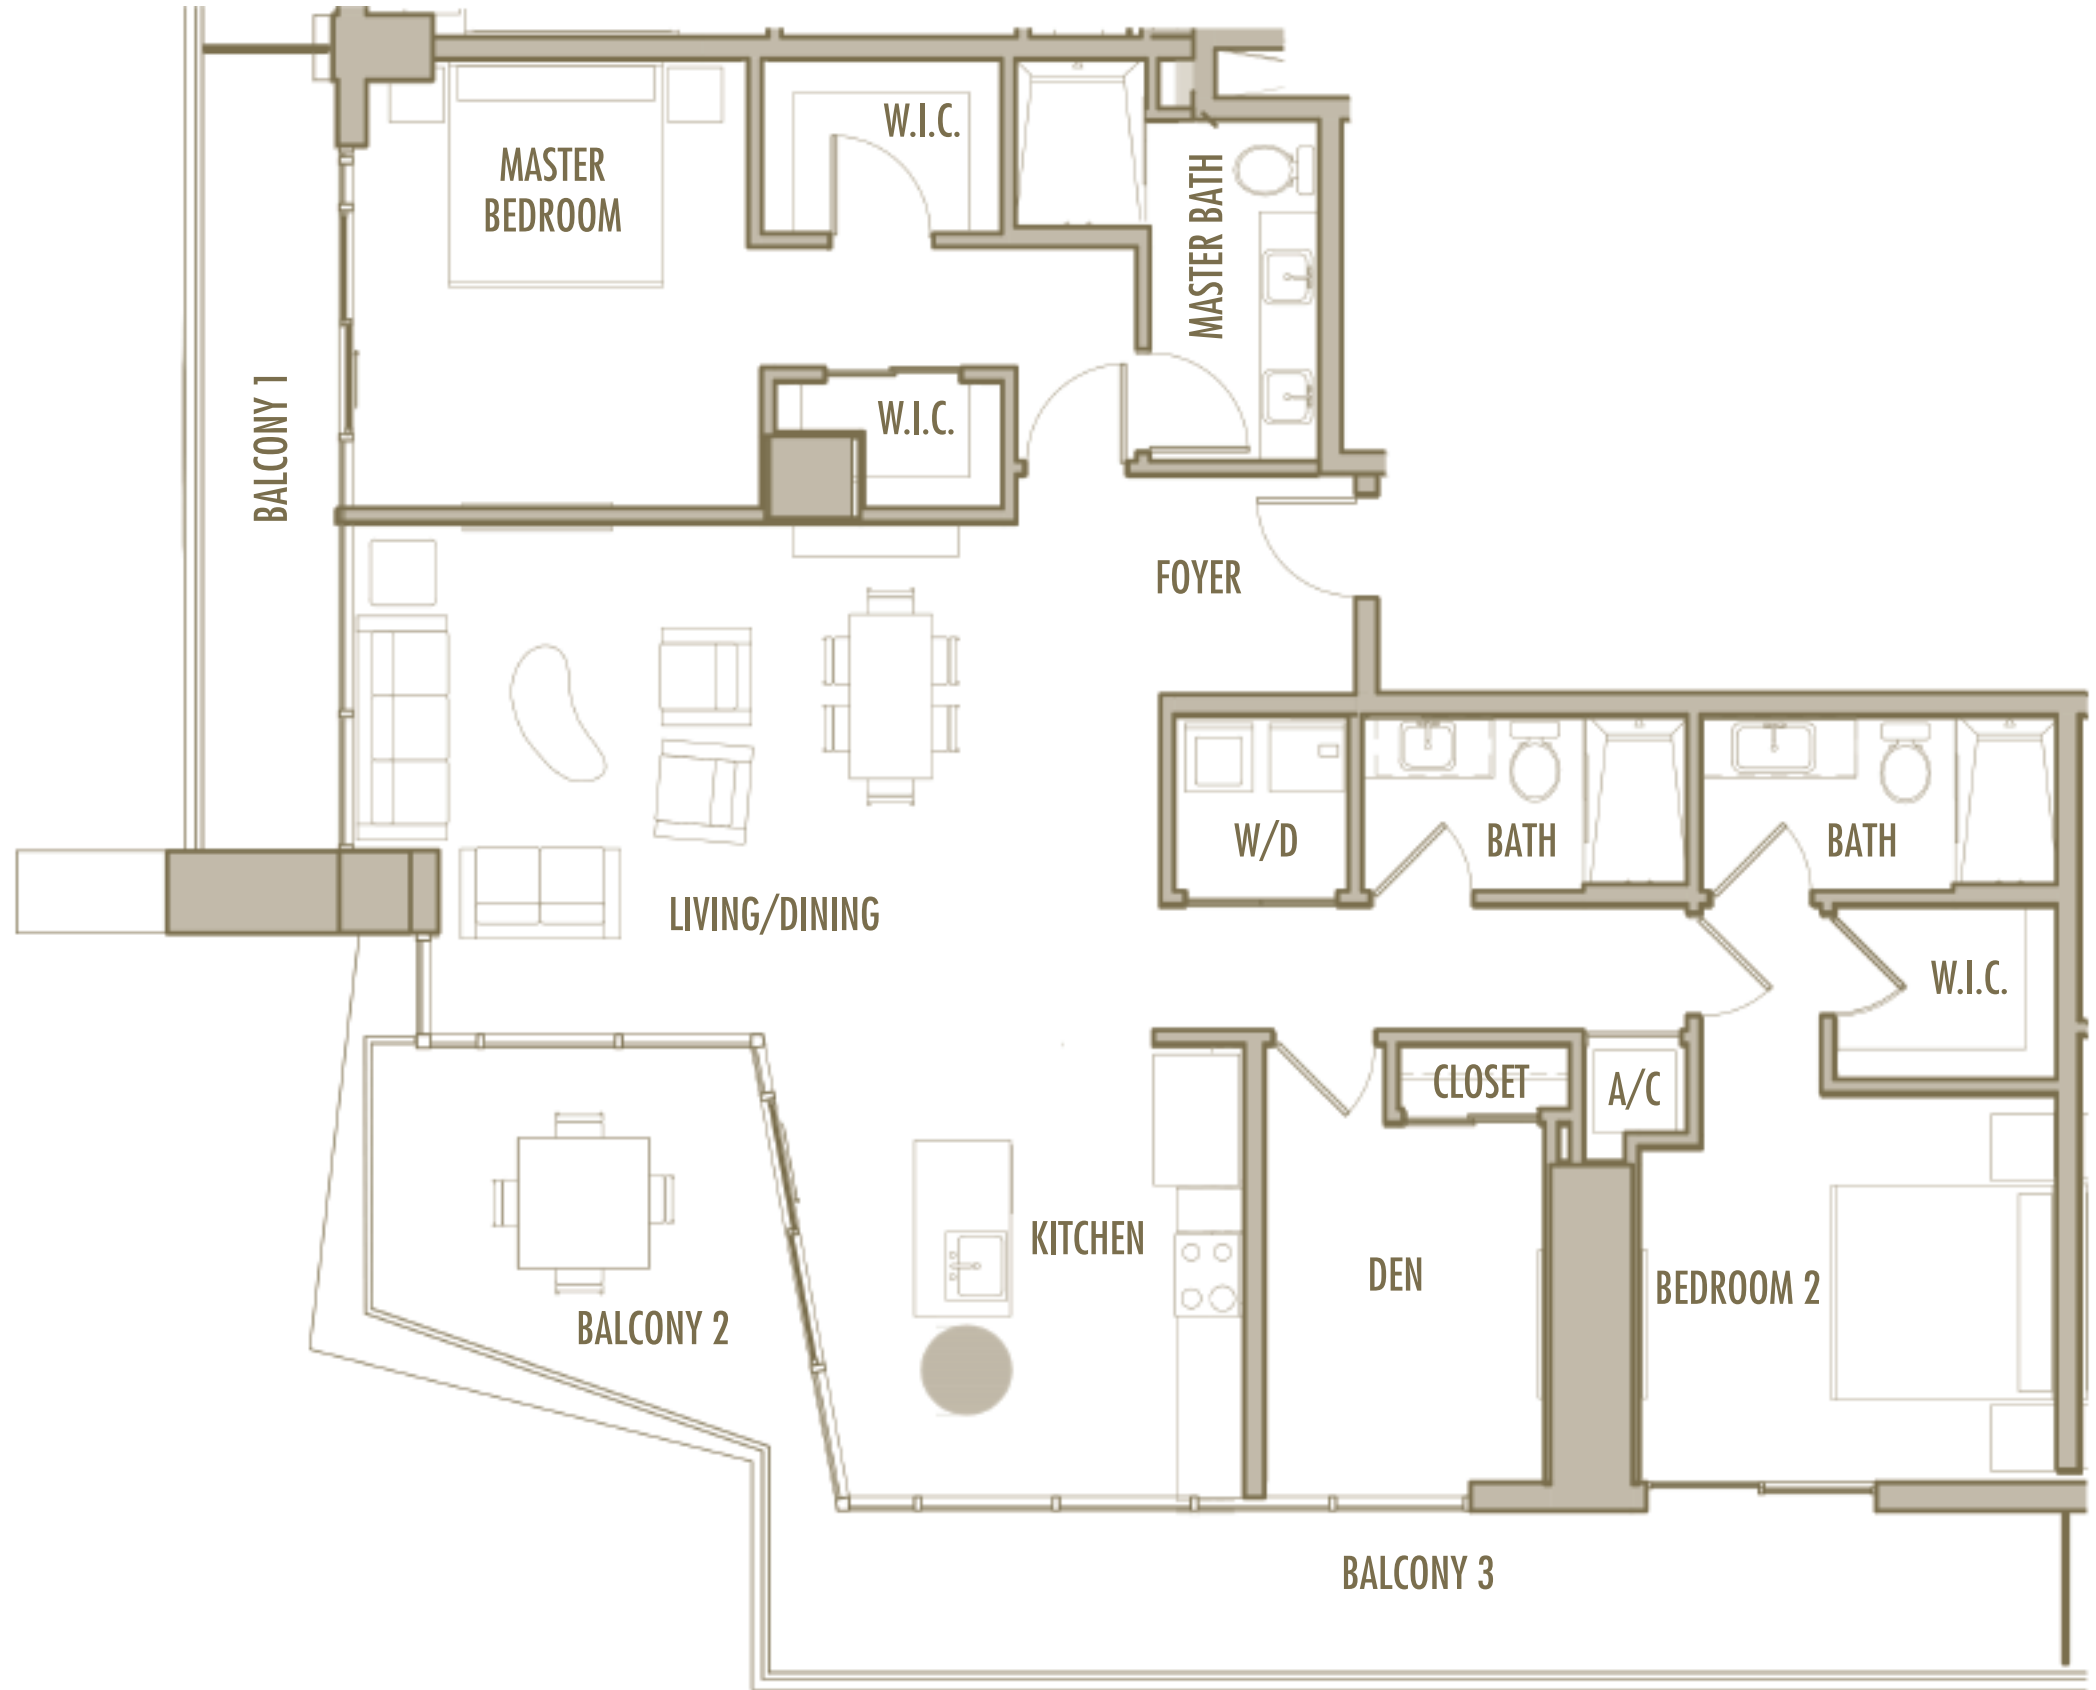 W.I.C.
MASTER
BEDROOM
MASTER BATH
BALCONY 1
W.I.C.
FOYER
W/D
BATH
BATH
LIVING/DINING
W.I.C.
CLOSET
A/C
KITCHEN
DEN
BEDROOM 2
BALCONY 2
BALCONY 3